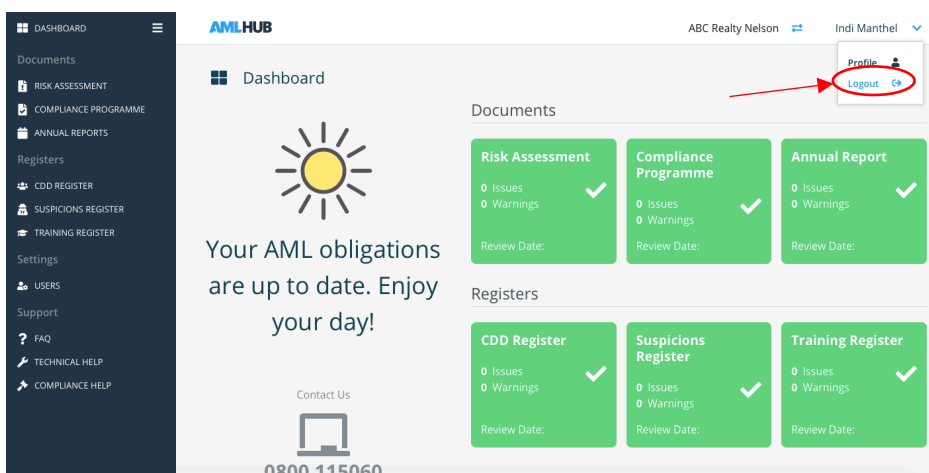 DASHBOARD
Documents
RISK ASSESSMENT
COMPLIANCE PROGRAMME
ANNUAL REPORTS
Registers
CDD REGISTER
SUSPICIONS REGISTER
TRAINING REGISTER
Settings
USERS
Support
FAQ
TECHNICAL HELP
COMPLIANCE HELP
AMLHUB
ABC Realty Nelson
Indi Manthel
Profile
Logout
Dashboard
Your AML obligations
are up to date. Enjoy
your day!
Contact Us
0800 115060
Documents
Risk Assessment
0 Issues
0 Warnings
Review Date:
Compliance
Programme
0 Issues
0 Warnings
Review Date:
Annual Report
0 Issues
0 Warnings
Review Date:
Registers
CDD Register
0 Issues
0 Warnings
Review Date:
Suspicions
Register
0 Issues
0 Warnings
Review Date:
Training Register
0 Issues
0 Warnings
Review Date: